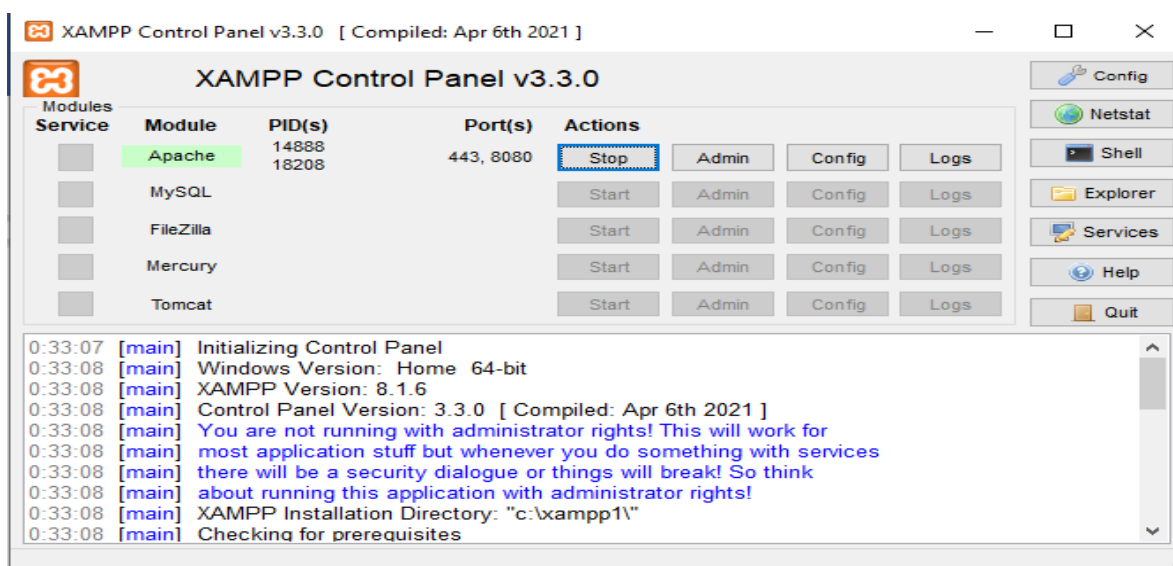 XAMPP Control Panel v3.3.0 [ Compiled: Apr 6th 2021 ]
XAMPP Control Panel v3.3.0
Config
Modules
Service Module PID(s) Port(s) Actions
Netstat
Apache 14888 18208 443, 8080 Stop Admin Config Logs
Shell
MySQL Start Admin Config Logs
Explorer
FileZilla Start Admin Config Logs
Services
Mercury Start Admin Config Logs
Help
Tomcat Start Admin Config Logs
Quit
0:33:07 [main] Initializing Control Panel
0:33:08 [main] Windows Version: Home 64-bit
0:33:08 [main] XAMPP Version: 8.1.6
0:33:08 [main] Control Panel Version: 3.3.0 [ Compiled: Apr 6th 2021 ]
0:33:08 [main] You are not running with administrator rights! This will work for
0:33:08 [main] most application stuff but whenever you do something with services
0:33:08 [main] there will be a security dialogue or things will break! So think
0:33:08 [main] about running this application with administrator rights!
0:33:08 [main] XAMPP Installation Directory: "c:\xampp1\"
0:33:08 [main] Checking for prerequisites